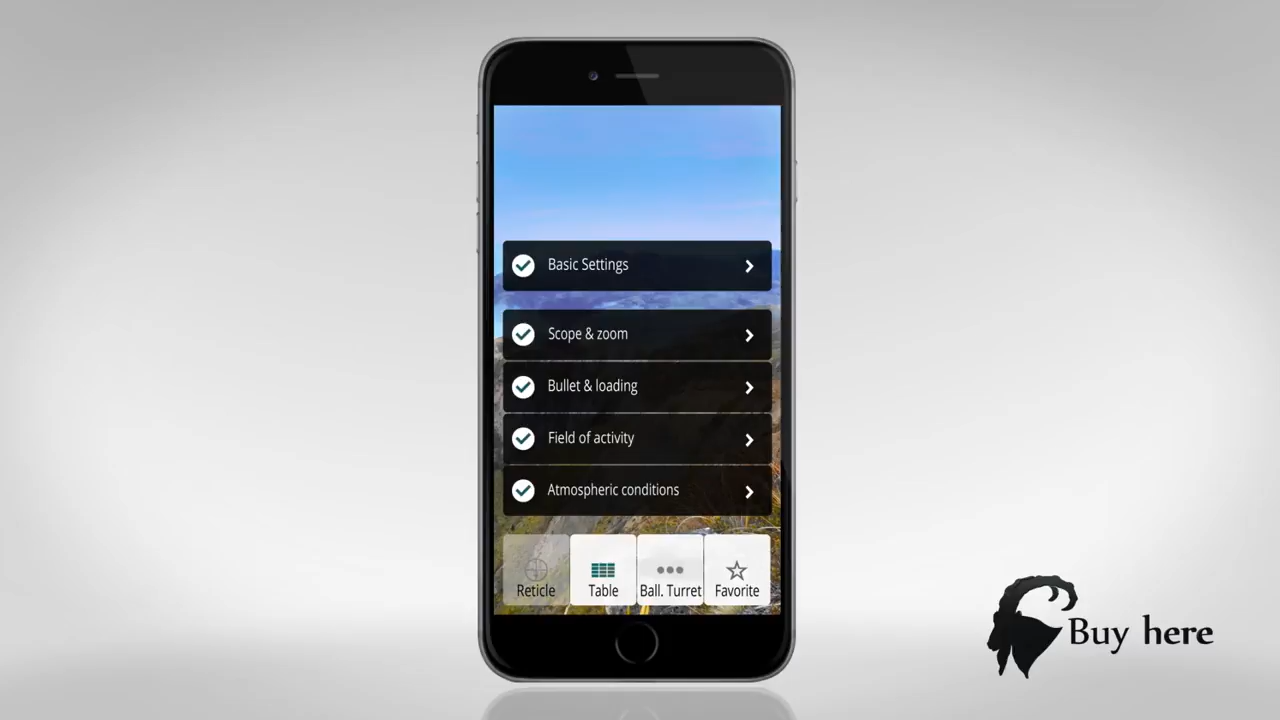 Basic Settings
Scope & zoom
Bullet & loading
Field of activity
Atmospheric conditions
Reticle
Table
Ball. Turret
Favorite
Buy here